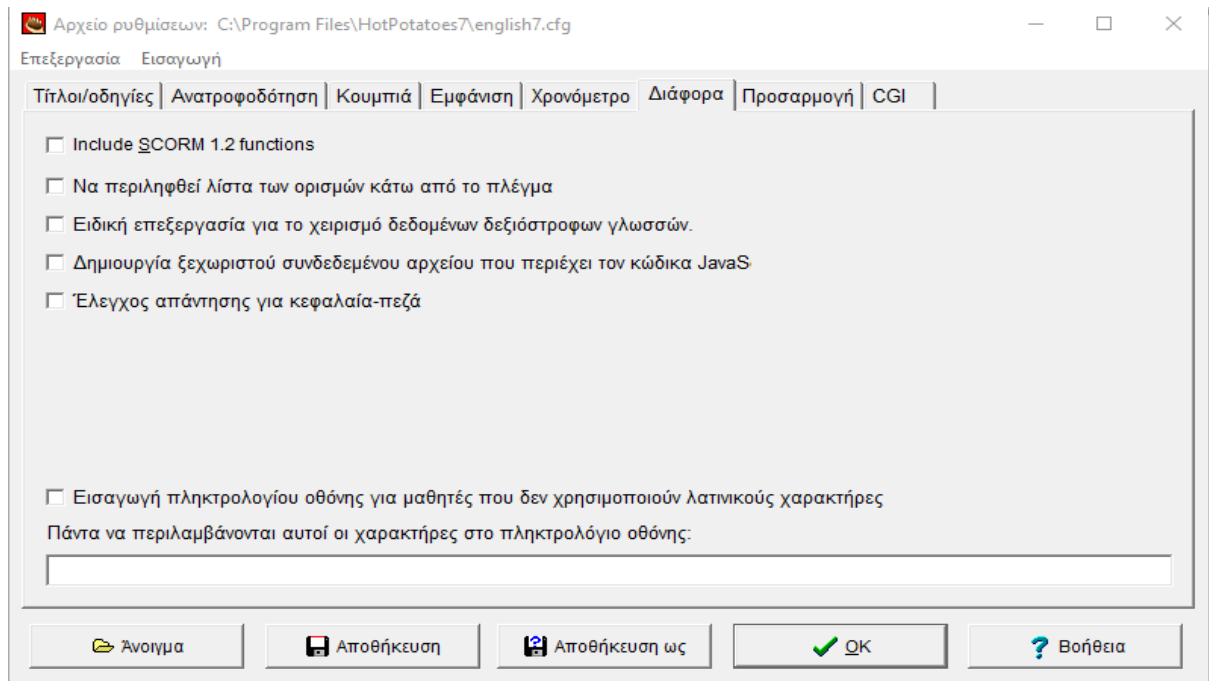 Αρχείο ρυθμίσεων: C:\Program Files\HotPotatoes7\english7.cfg
Επεξεργασία Εισαγωγή
Τίτλοι/οδηγίες Ανατροφοδότηση Κουμπιά Εμφάνιση Χρονόμετρο Διάφορα Προσαρμογή CGI
Include SCORM 1.2 functions
Να περιληφθεί λίστα των ορισμών κάτω από το πλέγμα
Ειδική επεξεργασία για το χειρισμό δεδομένων δεξιόστροφων γλωσσών.
Δημιουργία ξεχωριστού συνδεδεμένου αρχείου που περιέχει τον κώδικα JavaS
Έλεγχος απάντησης για κεφαλαία-πεζά
Εισαγωγή πληκτρολογίου οθόνης για μαθητές που δεν χρησιμοποιούν λατινικούς χαρακτήρες
Πάντα να περιλαμβάνονται αυτοί οι χαρακτήρες στο πληκτρολόγιο οθόνης:
Άνοιγμα Αποθήκευση Αποθήκευση ως OK Βοήθεια